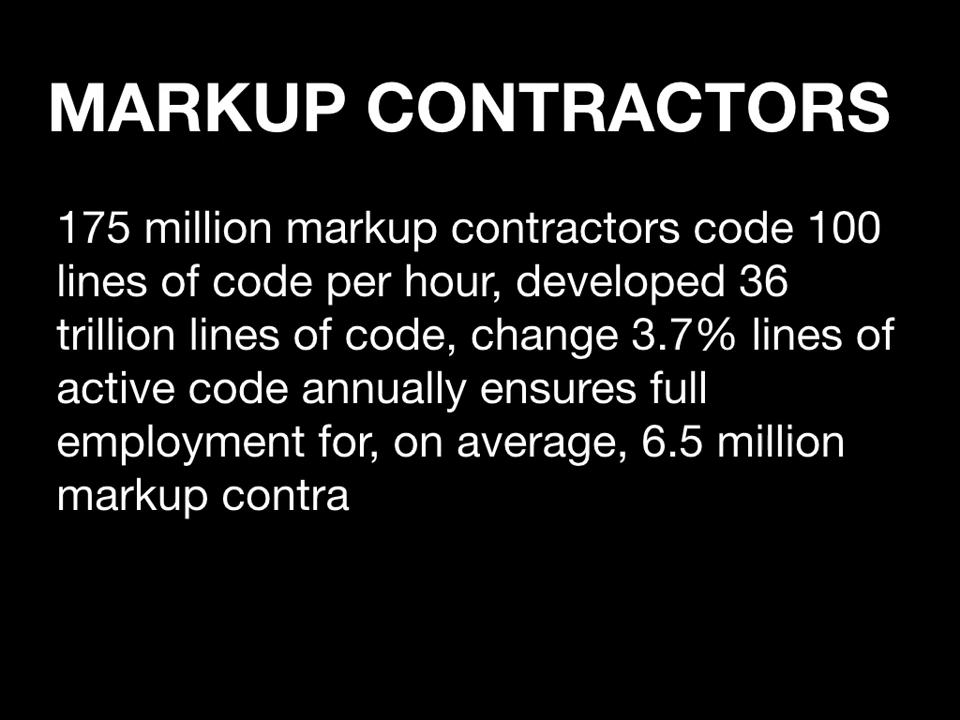 MARKUP CONTRACTORS
175 million markup contractors code 100
lines of code per hour, developed 36
trillion lines of code, change 3.7% lines of
active code annually ensures full
employment for, on average, 6.5 million
markup contra